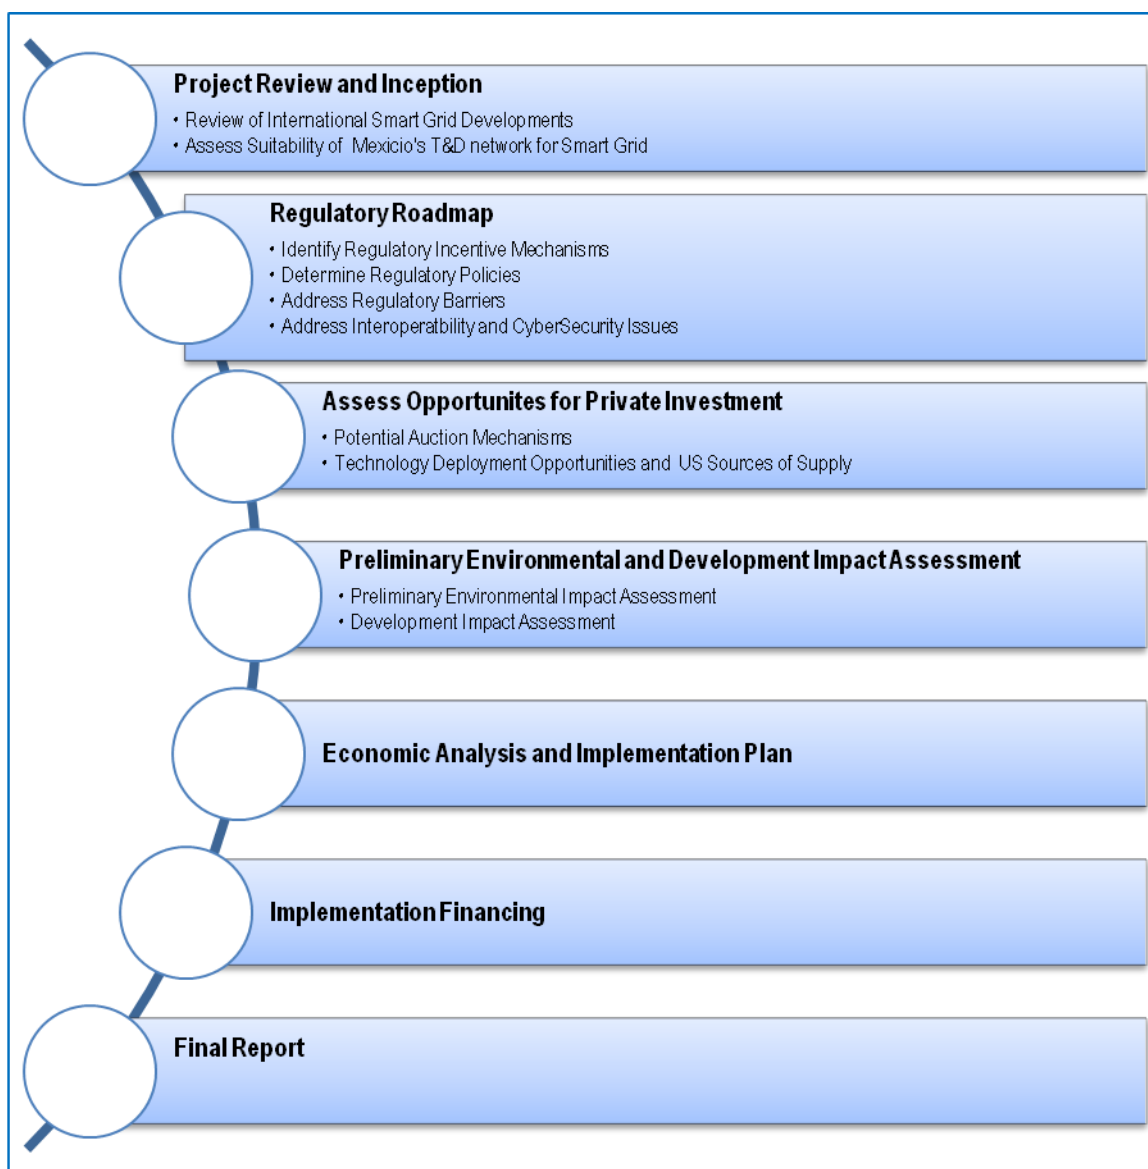 Project Review and Inception
• Review of International Smart Grid Developments
• Assess Suitability of Mexicio's T&D network for Smart Grid
Regulatory Roadmap
• Identify Regulatory Incentive Mechanisms
• Determine Regulatory Policies
• Address Regulatory Barriers
• Address Interoperatbility and CyberSecurity Issues
Assess Opportunites for Private Investment
• Potential Auction Mechanisms
• Technology Deployment Opportunities and US Sources of Supply
Preliminary Environmental and Development Impact Assessment
• Preliminary Environmental Impact Assessment
• Development Impact Assessment
Economic Analysis and Implementation Plan
Implementation Financing
Final Report